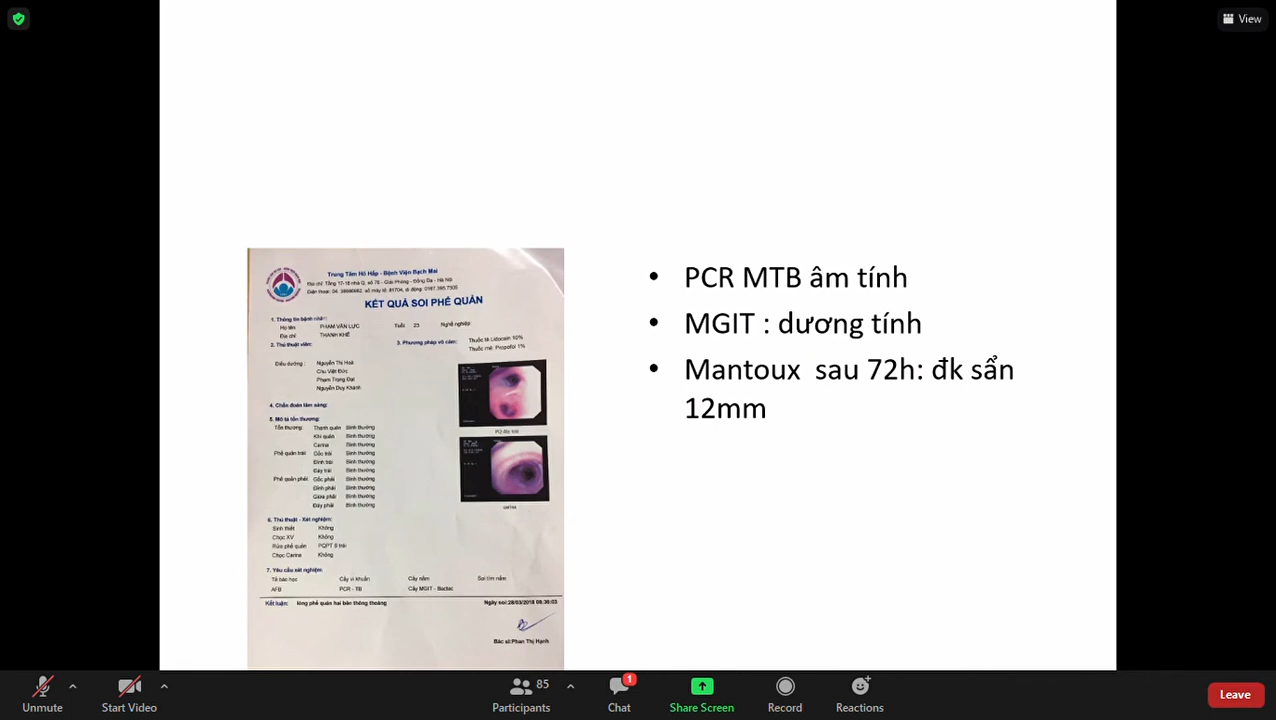 View
Trung Tâm Hô Hấp - Bệnh Viện Bạch Mai
KẾT QUẢ SOI PHẾ QUẢN
1. Thông tin bệnh nhân:
Họ tên PHẠM VĂN LỰC Tuổi 23 Nghề nghiệp
Địa chỉ THANH KHÊ
2. Thủ thuật viên: 3. Phương pháp vô cảm: Thuốc tê Lidocain 10%
Thuốc mê: Propofol 1%
Điều dưỡng : Nguyễn Thị Hoà
Chu Việt Đức
Phạm Trọng Đạt
Nguyễn Duy Khánh
4. Chẩn đoán lâm sàng:
5. Mô tả tổn thương:
Tổn thương: Thanh quản Bình thường
Khí quản Bình thường
Carina Bình thường
Phế quản trái Gốc trái Bình thường
Đỉnh trái Bình thường
Đáy trái Bình thường
Phế quản phải Gốc phải Bình thường
Đỉnh phải Bình thường
Giữa phải Bình thường
Đáy phải Bình thường
6. Thủ thuật - Xét nghiệm:
Sinh thiết Không
Chọc XV Không
Rửa phế quản PQPT ở trái
Chọc Carina Không
7. Yêu cầu xét nghiệm
Tế bào học Cấy vi khuẩn Cấy nấm Soi tìm nấm
AFB PCR - TB Cấy MGIT - Bactec
Kết luận: lòng phế quản hai bên thông thoáng Ngày soi:28/03/2018
Bác sĩ:Phan Thị Hạnh
• PCR MTB âm tính
• MGIT : dương tính
• Mantoux sau 72h: đk sẩn
12mm
Unmute
Start Video
85
Participants
1
Chat
Share Screen
Record
Reactions
Leave